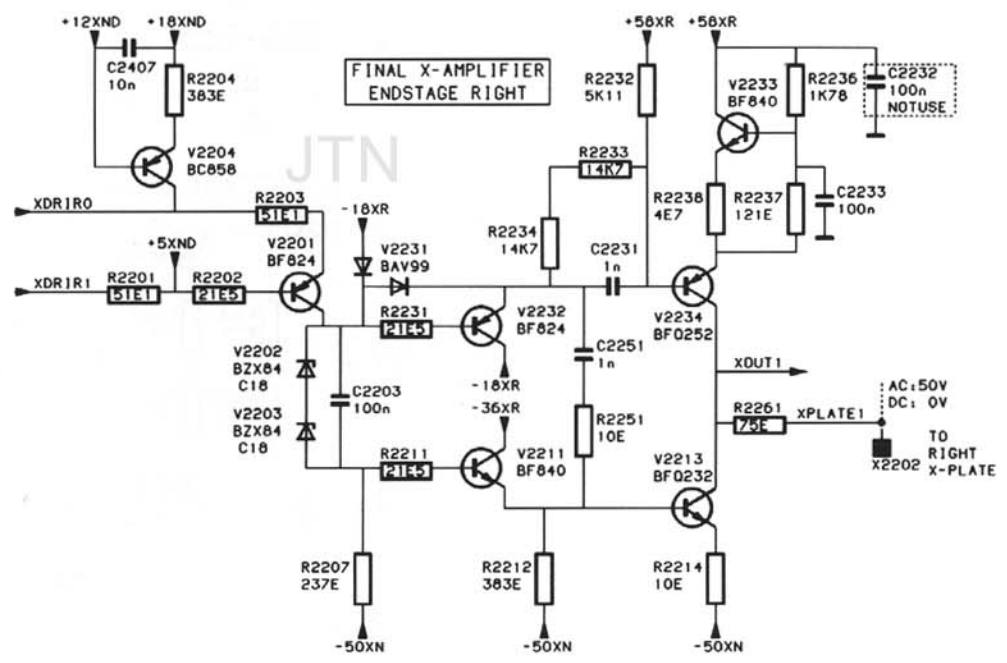 +12XND
+18XND
C2407
10n
R2204
383E
V2204
BC858
FINAL X-AMPLIFIER
ENDSTAGE RIGHT
JTN
+58XR
+58XR
R2232
5K11
V2233
BF840
R2236
1K78
C2232
100n
NOTUSE
R2233
14K7
R2234
14K7
R2238
4E7
R2237
121E
C2233
100n
XDRIR0
R2203
51E1
-18XR
XDRIR1
R2201
51E1
+5XND
R2202
21E5
V2201
BF824
V2231
BAV99
C2231
1n
R2231
21E5
V2232
BF824
V2234
BFQ252
V2202
BZX84
C18
V2203
BZX84
C18
C2203
100n
-18XR
-36XR
C2251
1n
R2251
10E
XOUT1
R2261
75E
XPLATE1
AC:50V
DC: 0V
X2202
TO
RIGHT
X-PLATE
R2211
21E5
V2211
BF840
V2213
BFQ232
R2207
237E
R2212
383E
R2214
10E
-50XN
-50XN
-50XN